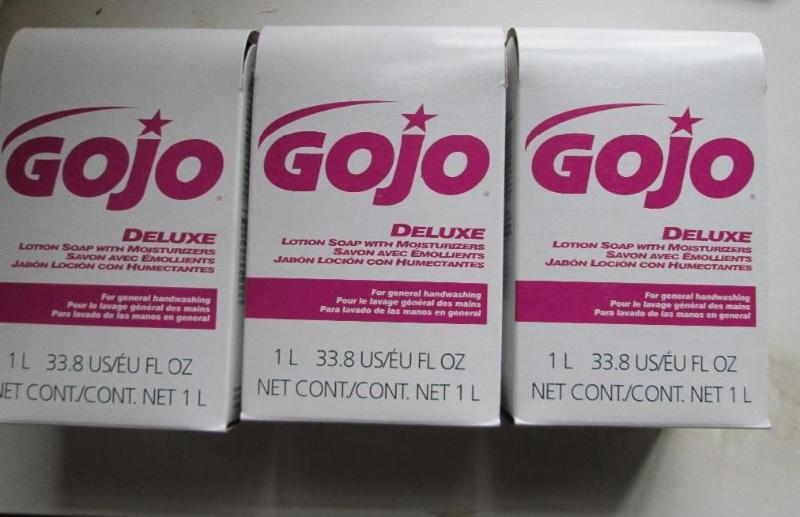 GOJO
DELUXE
LOTION SOAP WITH MOISTURIZERS
SAVON AVEC ÉMOLLIENTS
JABÓN LOCIÓN CON HUMECTANTES
For general handwashing
Pour le lavage général des mains
Para lavado de las manos en general
1 L 33.8 US/ÉU FL OZ
NET CONT./CONT. NET 1 L
GOJO
DELUXE
LOTION SOAP WITH MOISTURIZERS
SAVON AVEC ÉMOLLIENTS
JABÓN LOCIÓN CON HUMECTANTES
For general handwashing
Pour le lavage général des mains
Para lavado de las manos en general
1 L 33.8 US/ÉU FL OZ
NET CONT./CONT. NET 1 L
GOJO
DELUXE
LOTION SOAP WITH MOISTURIZERS
SAVON AVEC ÉMOLLIENTS
JABÓN LOCIÓN CON HUMECTANTES
For general handwashing
Pour le lavage général des mains
Para lavado de las manos en general
1 L 33.8 US/ÉU FL OZ
NET CONT./CONT. NET 1 L